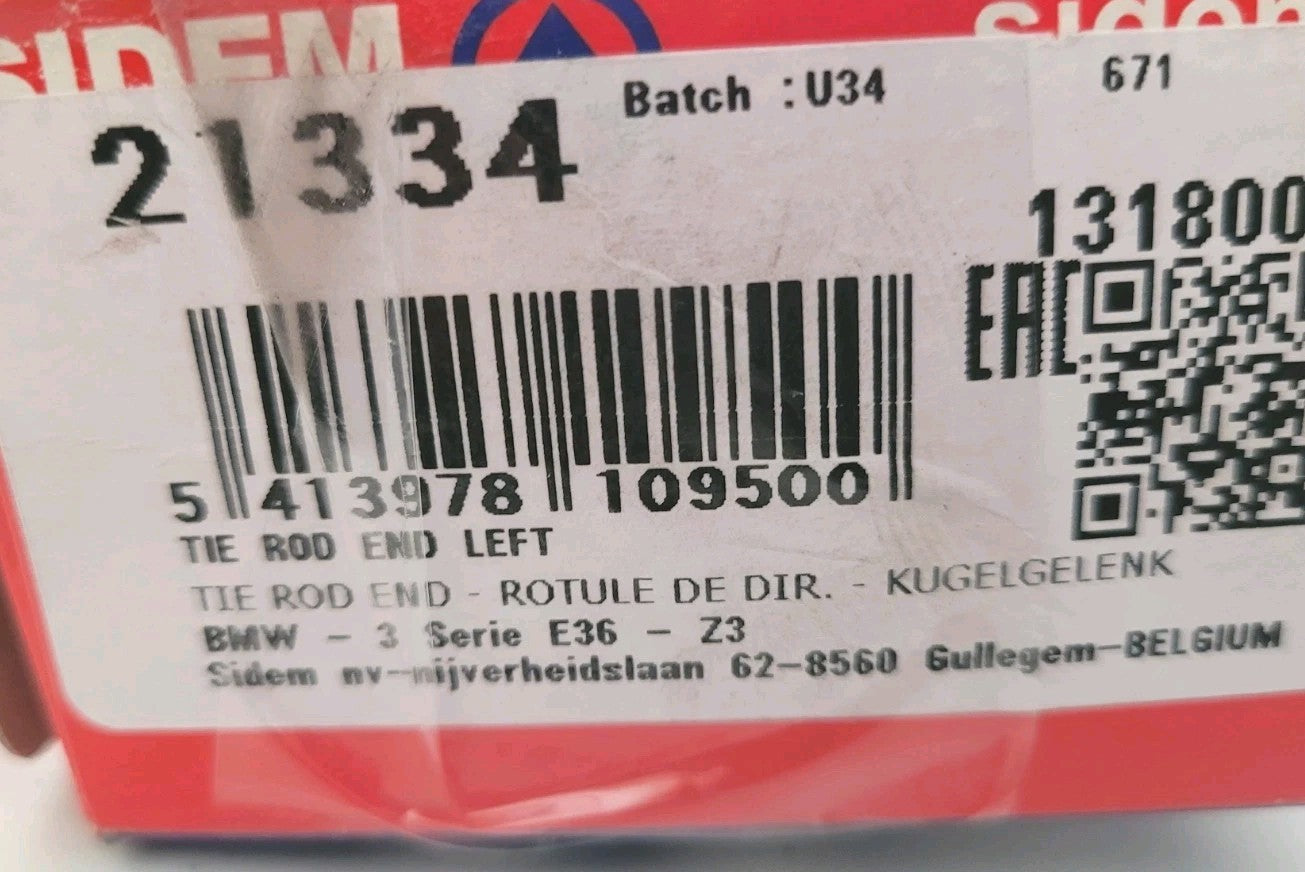 SIDEM
Sidem
21334
Batch :U34
671
131800
EAC
5 413978 109500
TIE ROD END LEFT
TIE ROD END - ROTULE DE DIR. - KUGELGELENK
BMW - 3 Serie E36 - Z3
Sidem nv-nijverheidslaan 62-8560 Gullegem-BELGIUM